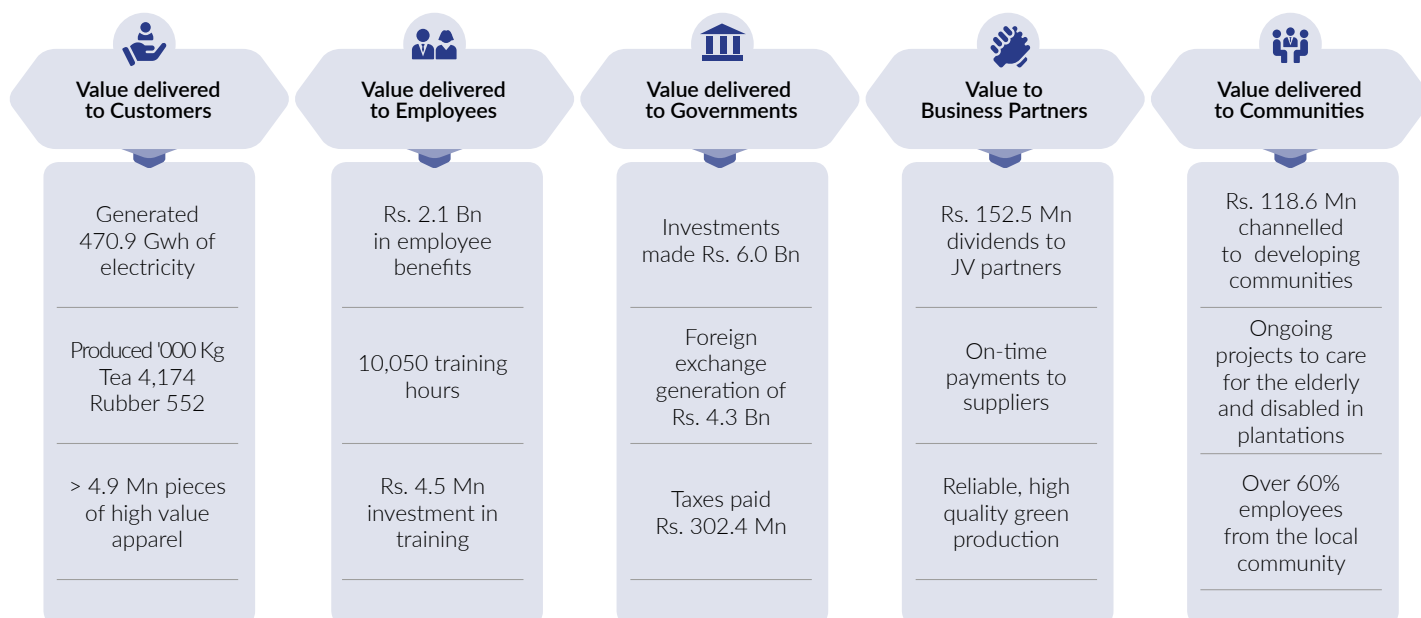 Value delivered
to Customers
Generated
470.9 Gwh of
electricity
Produced '000 Kg
Tea 4,174
Rubber 552
> 4.9 Mn pieces
of high value
apparel
Value delivered
to Employees
Rs. 2.1 Bn
in employee
benefits
10,050 training
hours
Rs. 4.5 Mn
investment in
training
Value delivered
to Governments
Investments
made Rs. 6.0 Bn
Foreign
exchange
generation of
Rs. 4.3 Bn
Taxes paid
Rs. 302.4 Mn
Value to
Business Partners
Rs. 152.5 Mn
dividends to
JV partners
On-time
payments to
suppliers
Reliable, high
quality green
production
Value delivered
to Communities
Rs. 118.6 Mn
channelled
to developing
communities
Ongoing
projects to care
for the elderly
and disabled in
plantations
Over 60%
employees
from the local
community